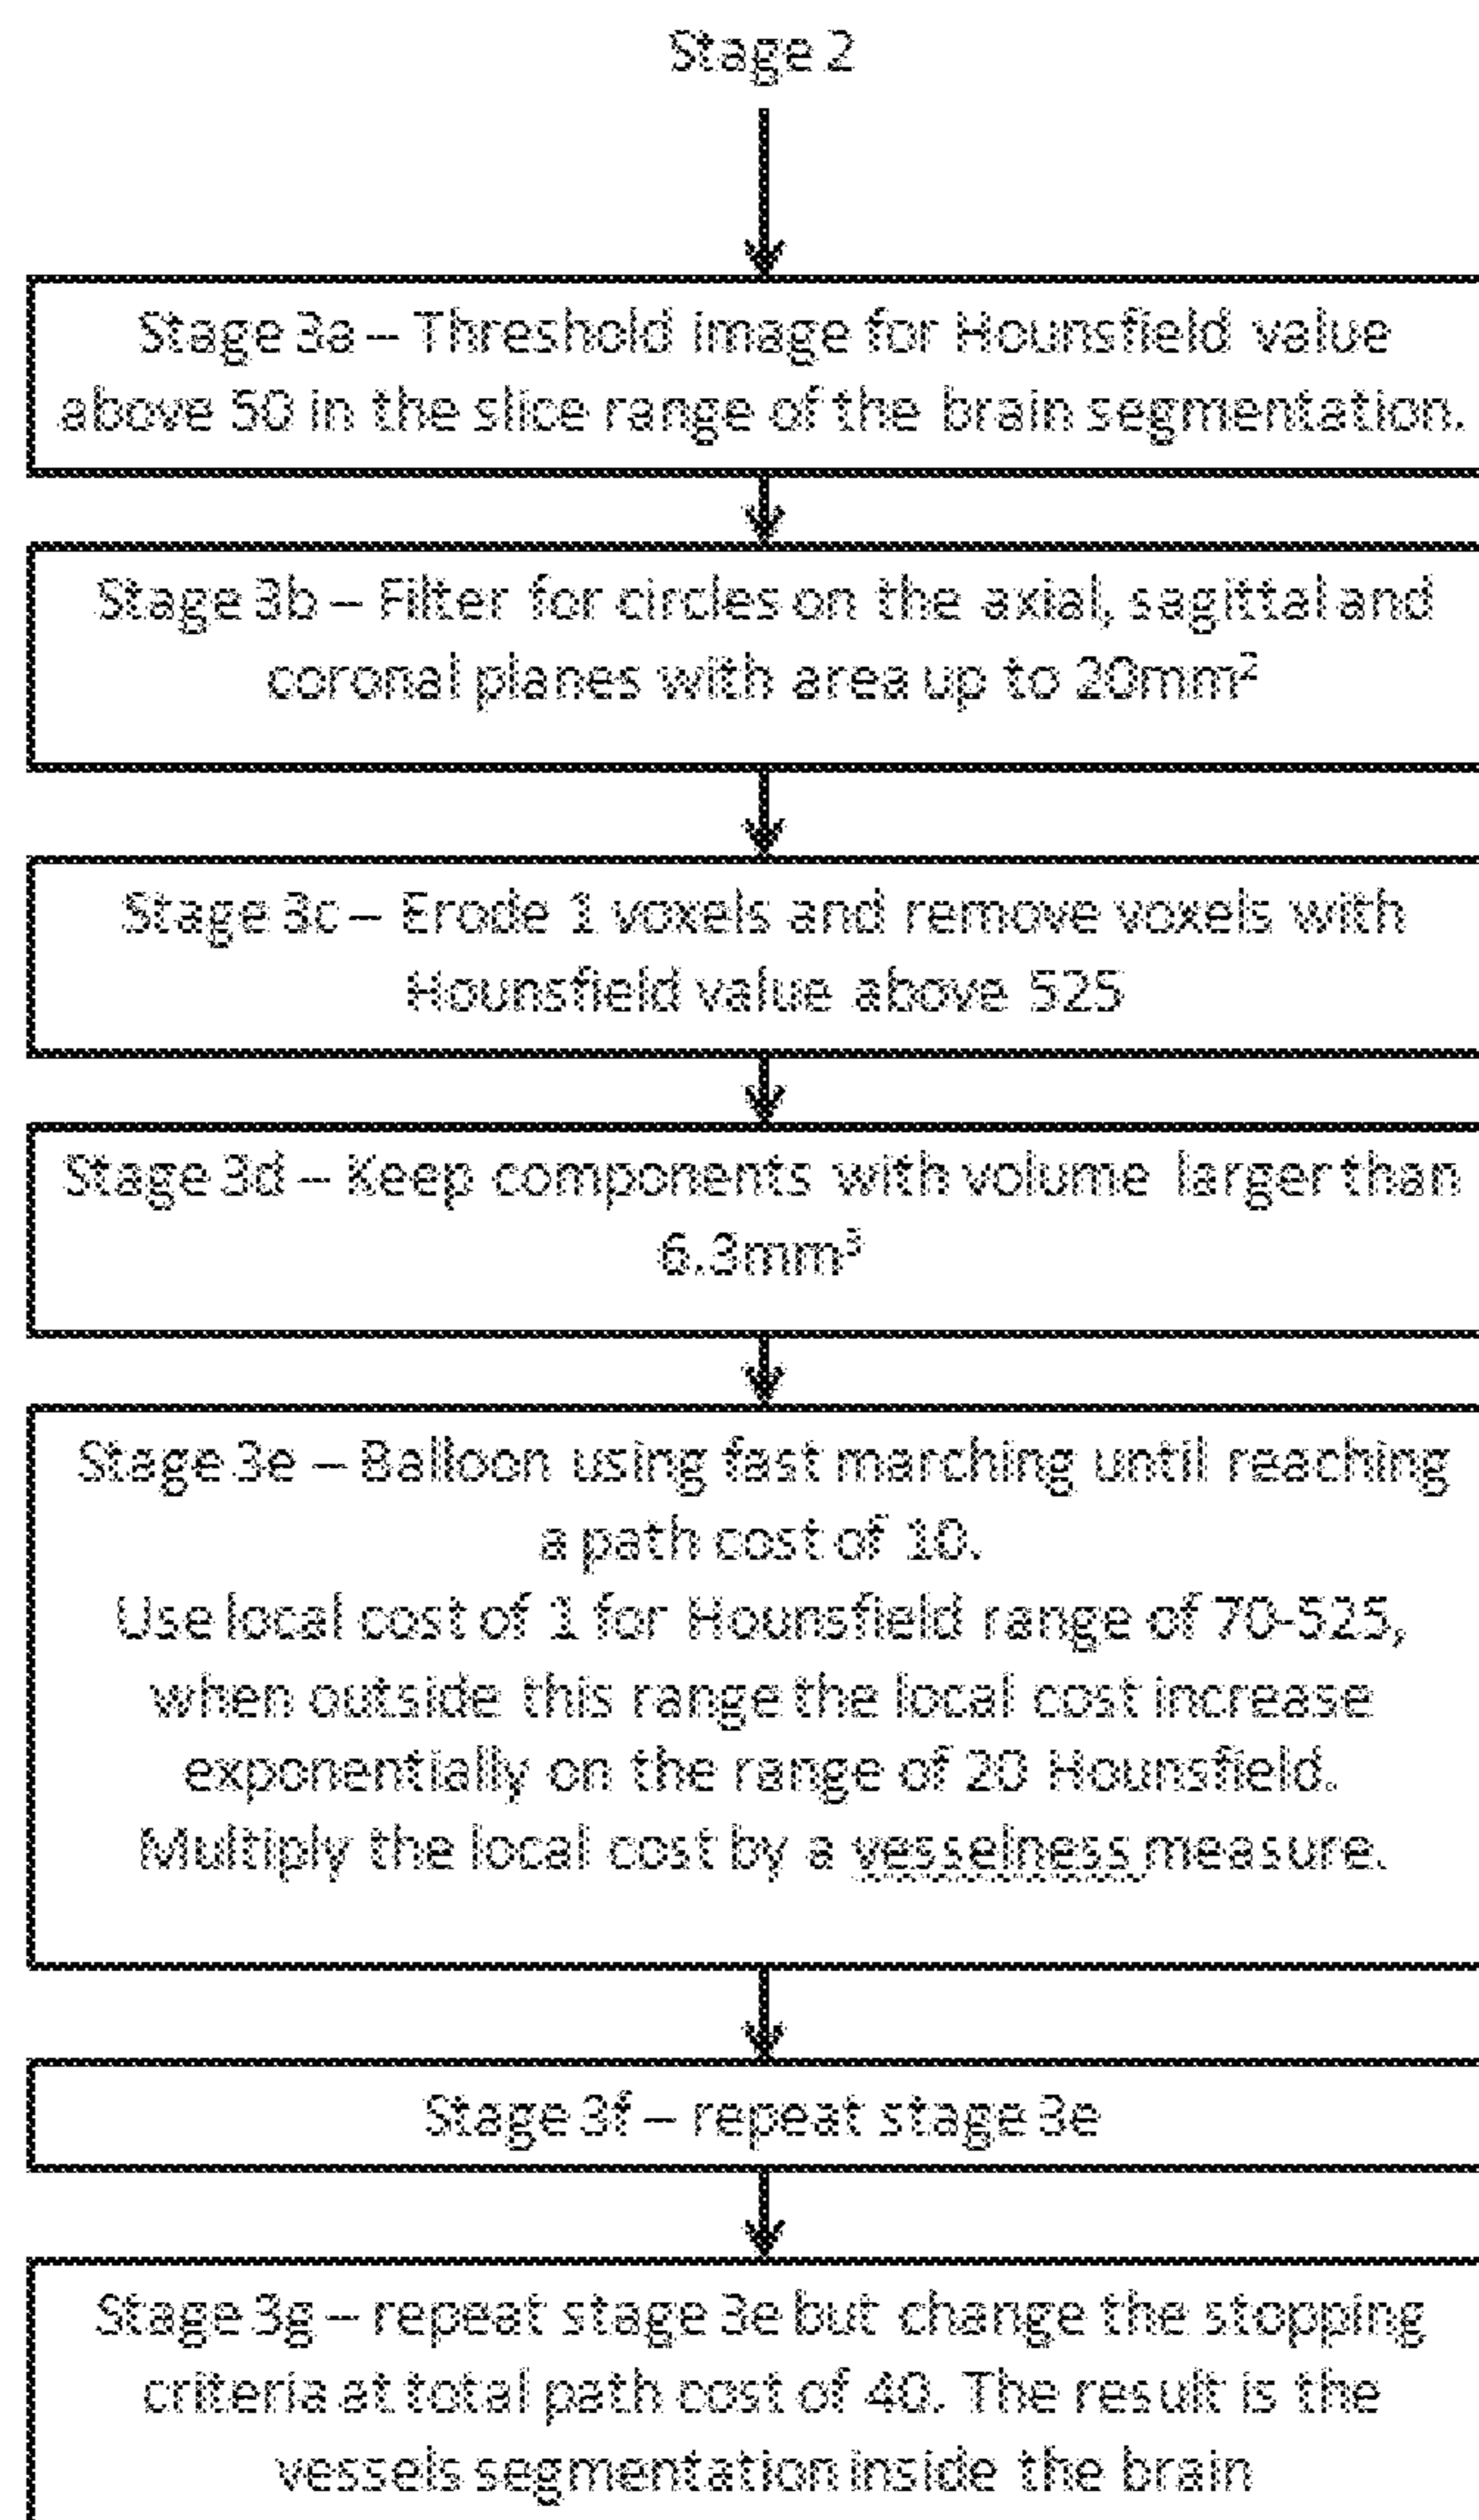 Stage 2
Stage 3a – Threshold image for Hounsfield value
above 50 in the slice range of the brain segmentation.
Stage 3b – Filter for circles on the axial, sagittal and
coronal planes with area up to 20mm²
Stage 3c – Erode 1 voxels and remove voxels with
Hounsfield value above 525
Stage 3d – Keep components with volume larger than
6.3mm³
Stage 3e – Balloon using fast marching until reaching
a path cost of 10.
Use local cost of 1 for Hounsfield range of 70-525,
when outside this range the local cost increase
exponentially on the range of 20 Hounsfield.
Multiply the local cost by a vesselness measure.
Stage 3f – repeat stage 3e
Stage 3g – repeat stage 3e but change the stopping
criteria at total path cost of 40. The result is the
vessels segmentation inside the brain